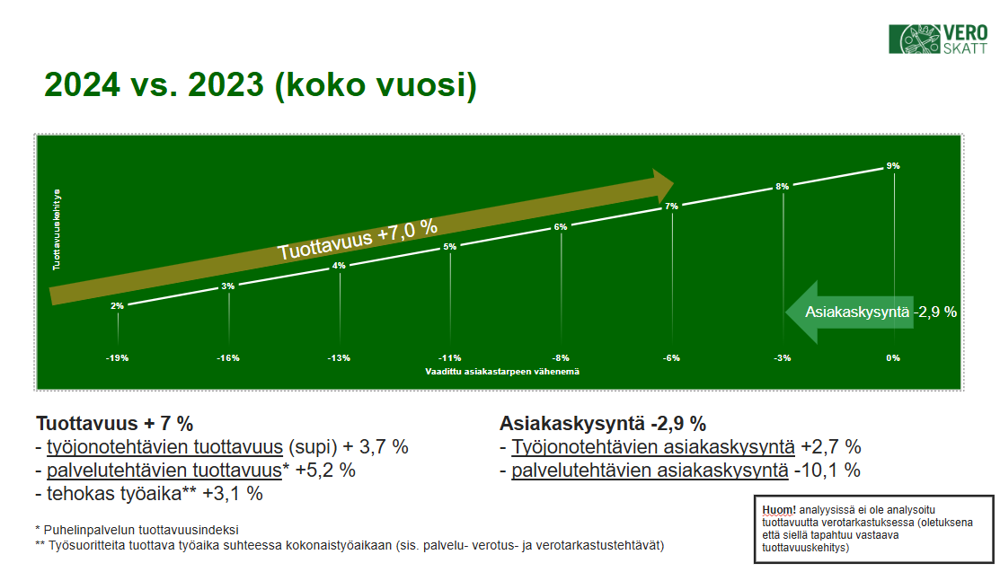 VERO
SKATT
2024 vs. 2023 (koko vuosi)
Tuottavuuskehitys
Tuottavuus +7,0 %
2%
3%
4%
5%
6%
7%
8%
9%
Asiakaskysyntä -2,9 %
-19%
-16%
-13%
-11%
-8%
-6%
-3%
0%
Vaadittu asiakastarpeen vähenemä
Tuottavuus + 7 %
- työjonotehtävien tuottavuus (supi) + 3,7 %
- palvelutehtävien tuottavuus* +5,2 %
- tehokas työaika** +3,1 %
Asiakaskysyntä -2,9 %
- Työjonotehtävien asiakaskysyntä +2,7 %
- palvelutehtävien asiakaskysyntä -10,1 %
* Puhelinpalvelun tuottavuusindeksi
** Työsuoritteita tuottava työaika suhteessa kokonaistyöaikaan (sis. palvelu- verotus- ja verotarkastustehtävät)
Huom! analyysissä ei ole analysoitu
tuottavuutta verotarkastuksessa (oletuksena
että siellä tapahtuu vastaava
tuottavuuskehitys)